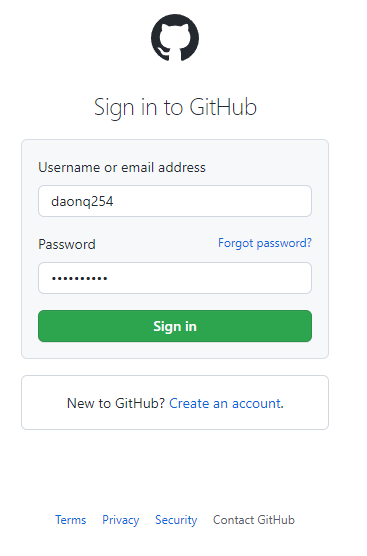 Sign in to GitHub
Username or email address
daonq254
Password Forgot password?
••••••••••
Sign in
New to GitHub? Create an account.
Terms Privacy Security Contact GitHub